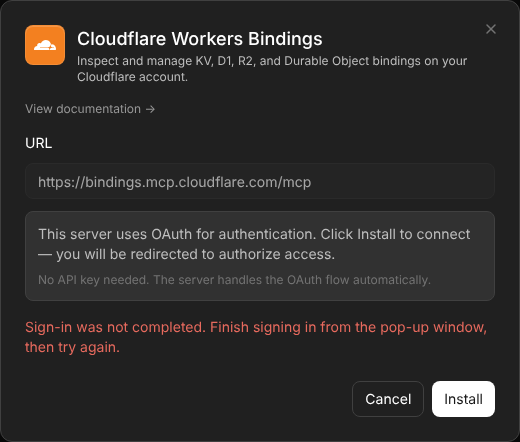 Cloudflare Workers Bindings
Inspect and manage KV, D1, R2, and Durable Object bindings on your
Cloudflare account.
View documentation →
URL
https://bindings.mcp.cloudflare.com/mcp
This server uses OAuth for authentication. Click Install to connect
— you will be redirected to authorize access.
No API key needed. The server handles the OAuth flow automatically.
Sign-in was not completed. Finish signing in from the pop-up window,
then try again.
Cancel
Install